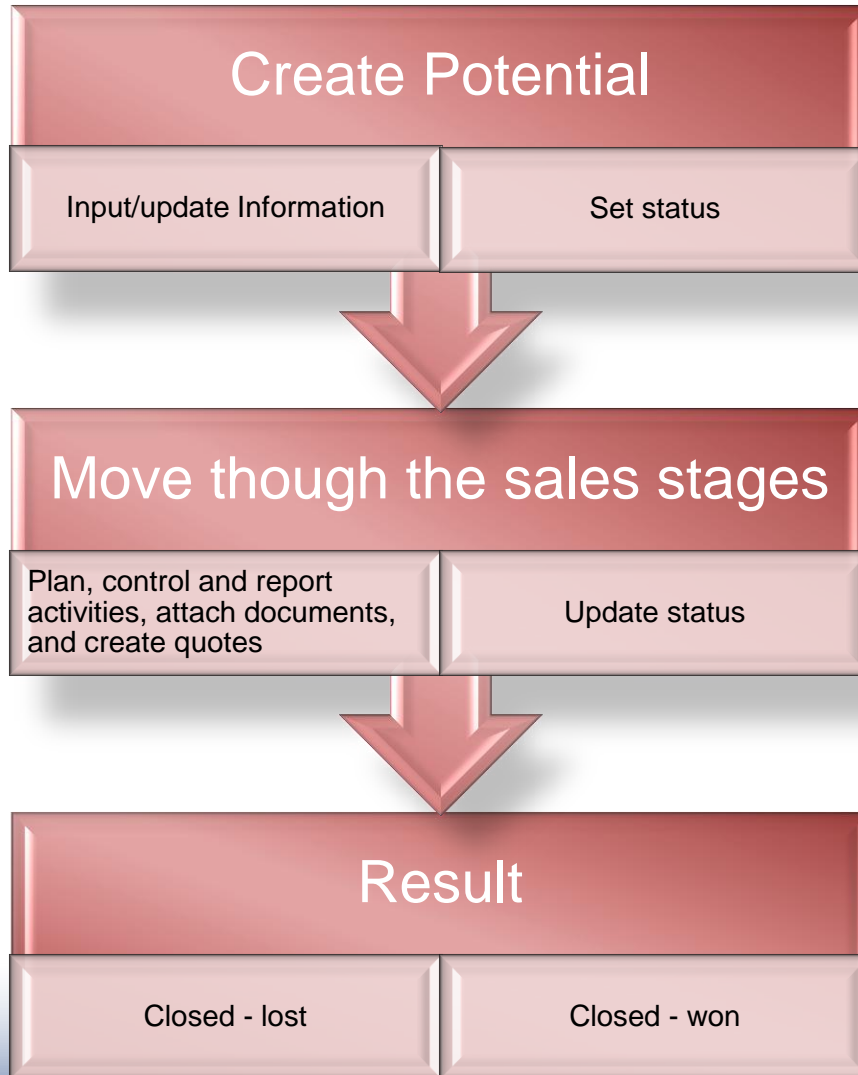 Create Potential
Input/update Information
Set status
Move though the sales stages
Plan, control and report
activities, attach documents,
and create quotes
Update status
Result
Closed - lost
Closed - won